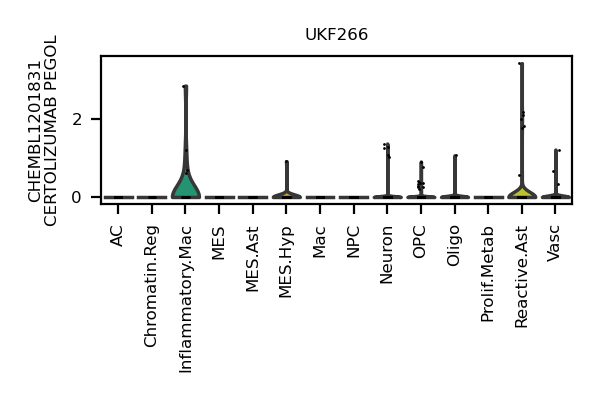 UKF266
CHEMBL1201831
CERTOLIZUMAB PEGOL
2
0
AC
Chromatin.Reg
Inflammatory.Mac
MES
MES.Ast
MES.Hyp
Mac
NPC
Neuron
OPC
Oligo
Prolif.Metab
Reactive.Ast
Vasc